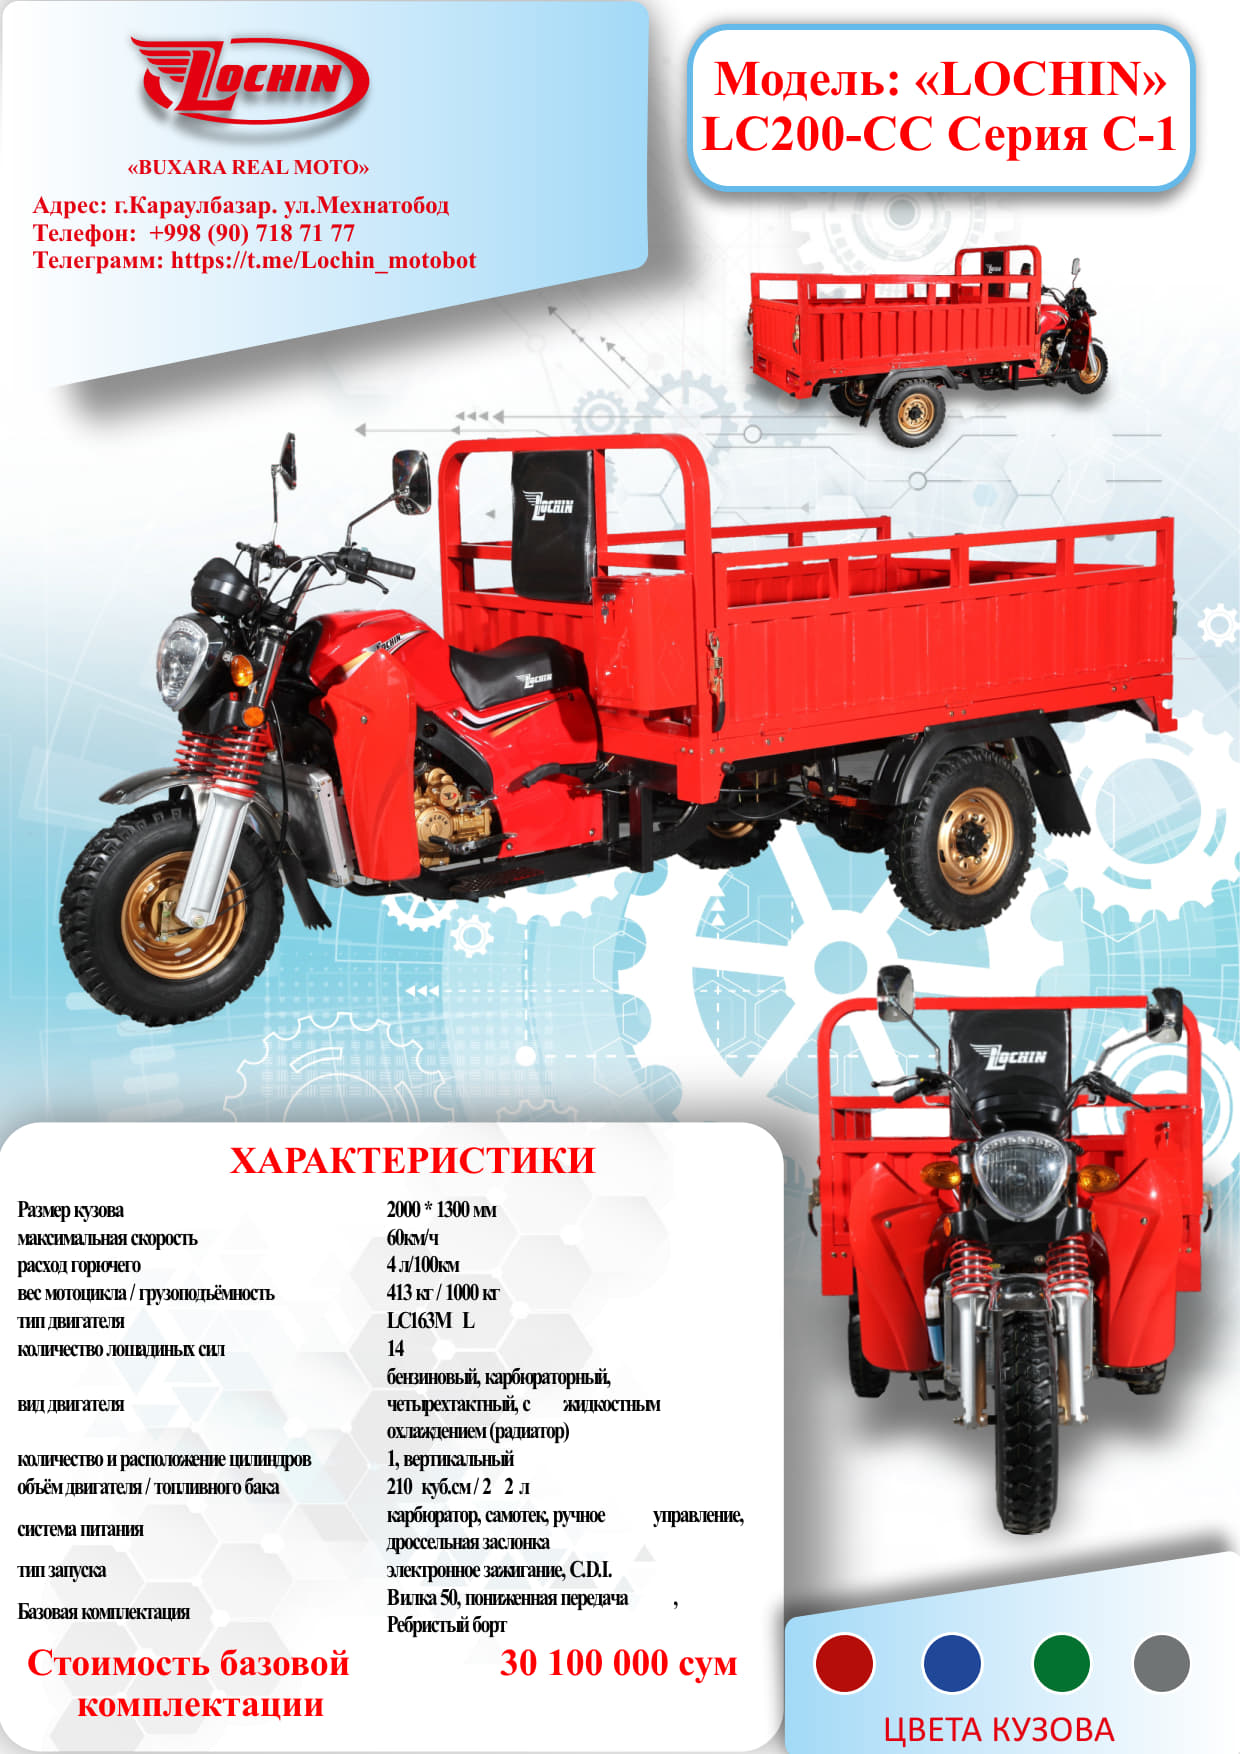 LOCHIN
«BUXARA REAL MOTO»
Адрес: г.Караулбазар. ул.Мехнатобод
Телефон: +998 (90) 718 71 77
Телеграмм: https://t.me/Lochin_motobot
Модель: «LOCHIN»
LC200-CC Серия С-1
LOCHIN
LOCHIN
LOCHIN
LOCHIN
LOCHIN
ХАРАКТЕРИСТИКИ
Размер кузова 2000 * 1300 мм
максимальная скорость 60км/ч
расход горючего 4 л/100км
вес мотоцикла / грузоподъёмность 413 кг / 1000 кг
тип двигателя LC163M L
количество лошадиных сил 14
вид двигателя бензиновый, карбюраторный,
четырехтактный, с жидкостным
охлаждением (радиатор)
количество и расположение цилиндров 1, вертикальный
объём двигателя / топливного бака 210 куб.см / 2 2 л
система питания карбюратор, самотек, ручное управление,
дроссельная заслонка
тип запуска электронное зажигание, C.D.I.
Базовая комплектация Вилка 50, пониженная передача ,
Ребристый борт
Стоимость базовой 30 100 000 сум
комплектации
ЦВЕТА КУЗОВА